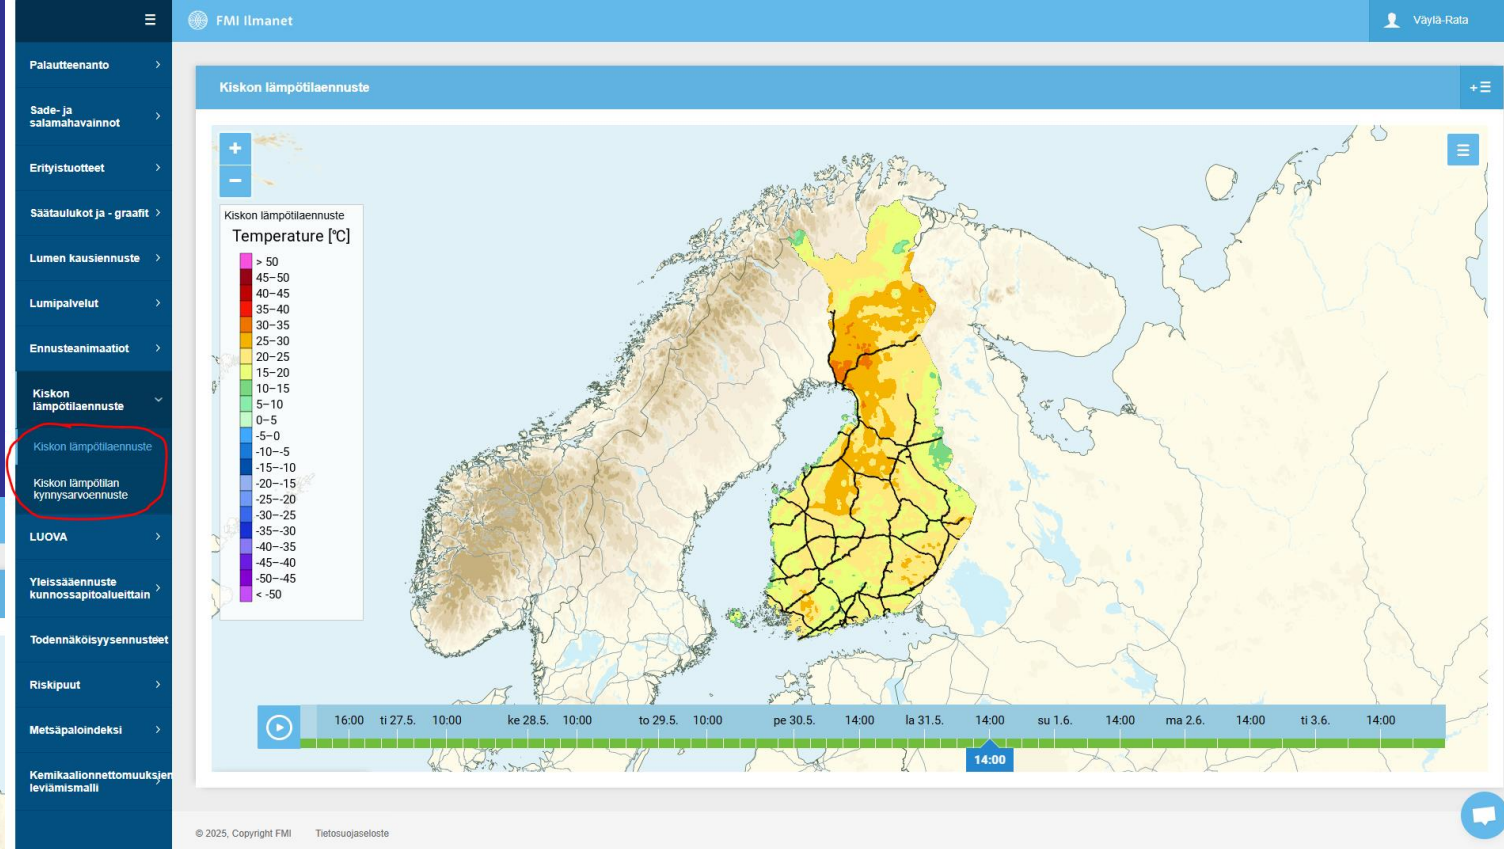 FMI Ilmanet
Väylä-Rata
Palautteenanto
Sade- ja
salamahavainnot
Erityistuotteet
Säätaulukot ja - graafit
Lumen kausiennuste
Lumipalvelut
Ennusteanimaatiot
Kiskon
lämpötilaennuste
Kiskon lämpötilaennuste
Kiskon lämpötilan
kynnysarvoennuste
LUOVA
Yleissääennuste
kunnossapitoalueittain
Todennäköisyysennusteet
Riskipuut
Metsäpaloindeksi
Kemikaalionnettomuuksien
leviämismalli
Kiskon lämpötilaennuste
Kiskon lämpötilaennuste
Temperature [°C]
> 50
45–50
40–45
35–40
30–35
25–30
20–25
15–20
10–15
5–10
0–5
-5–0
-10–-5
-15–-10
-20–-15
-25–-20
-30–-25
-35–-30
-40–-35
-45–-40
-50–-45
< -50
16:00 ti 27.5. 10:00 ke 28.5. 10:00 to 29.5. 10:00 pe 30.5. 14:00 la 31.5. 14:00 su 1.6. 14:00 ma 2.6. 14:00 ti 3.6. 14:00
14:00
© 2025, Copyright FMI Tietosuojaseloste